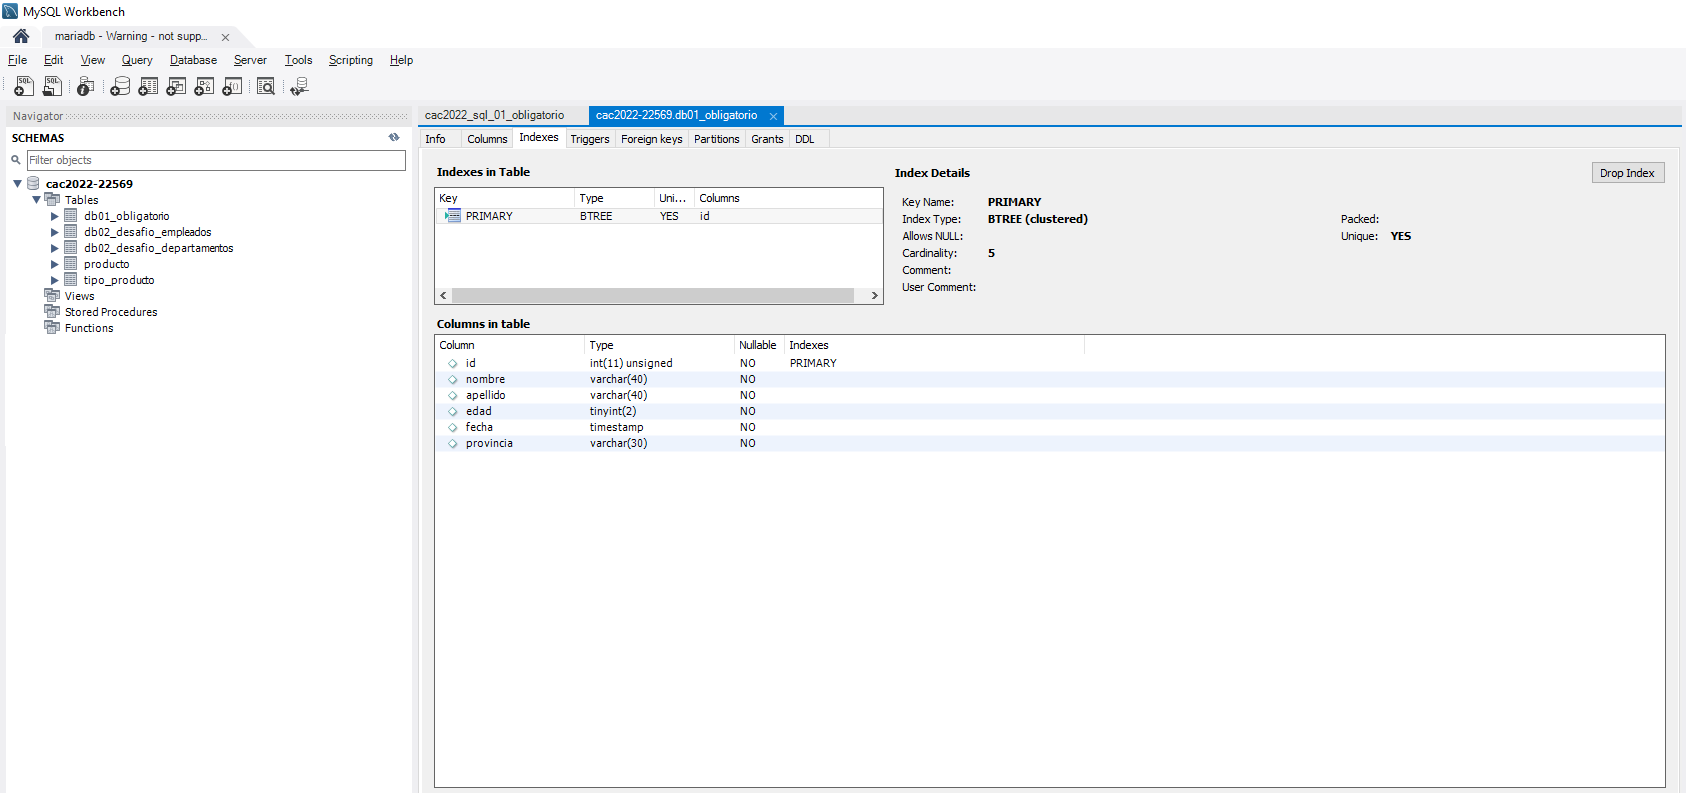 MySQL Workbench
mariadb - Warning - not supp...
File Edit View Query Database Server Tools Scripting Help
Navigator
SCHEMAS
Filter objects
cac2022-22569
Tables
db01_obligatorio
db02_desafio_empleados
db02_desafio_departamentos
producto
tipo_producto
Views
Stored Procedures
Functions
cac2022_sql_01_obligatorio cac2022-22569.db01_obligatorio
Info Columns Indexes Triggers Foreign keys Partitions Grants DDL
Indexes in Table
Key Type Uni... Columns
PRIMARY BTREE YES id
Index Details
Drop Index
Key Name: PRIMARY
Index Type: BTREE (clustered) Packed:
Allows NULL: Unique: YES
Cardinality: 5
Comment:
User Comment:
Columns in table
Column Type Nullable Indexes
id int(11) unsigned NO PRIMARY
nombre varchar(40) NO
apellido varchar(40) NO
edad tinyint(2) NO
fecha timestamp NO
provincia varchar(30) NO